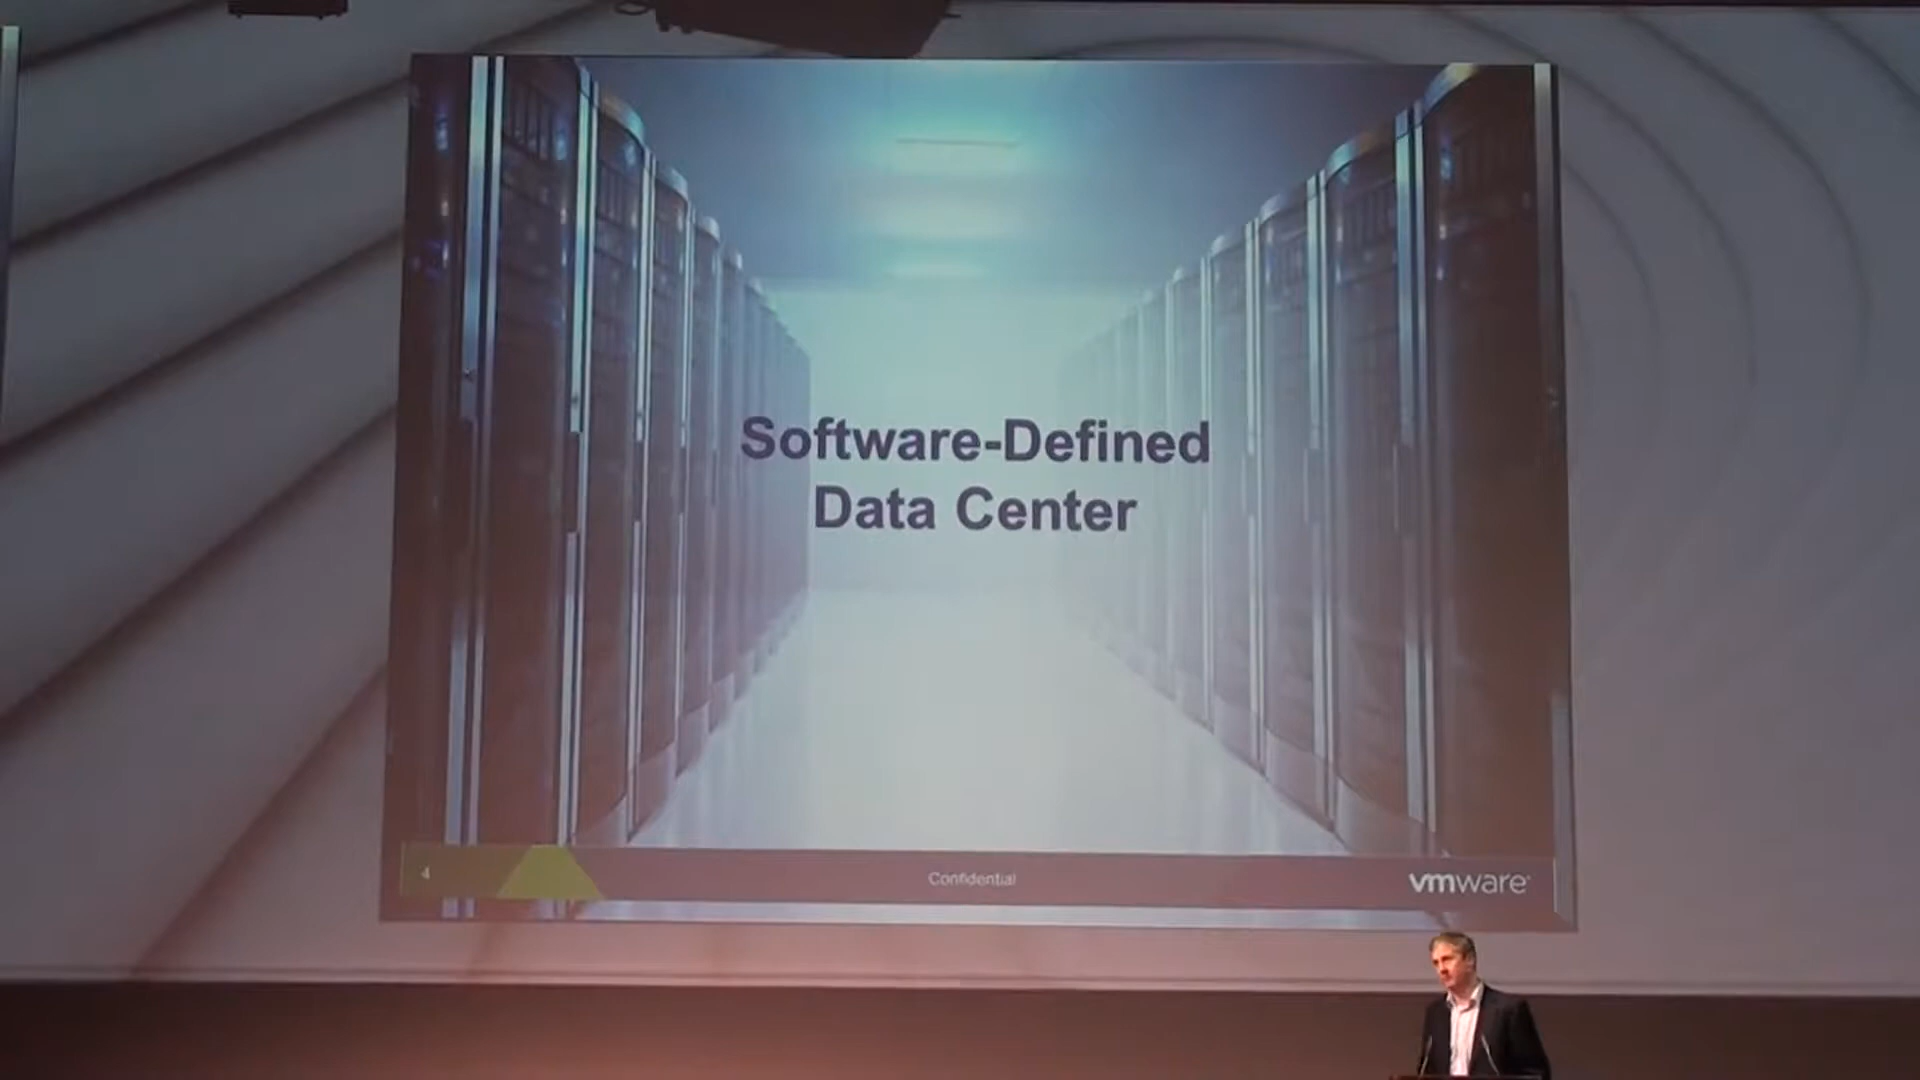 Software-Defined
Data Center
4
Confidential
vmware